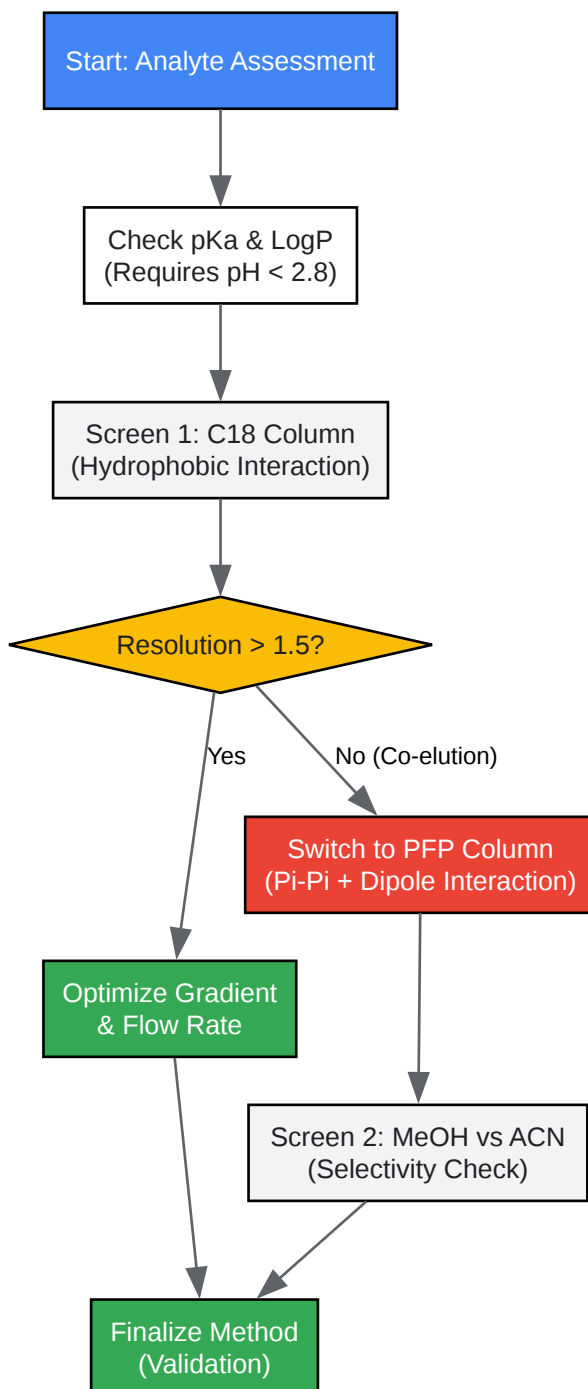 Start: Analyte Assessment
Check pKa & LogP
(Requires pH < 2.8)
Screen 1: C18 Column
(Hydrophobic Interaction)
Resolution > 1.5?
Yes
No (Co-elution)
Switch to PFP Column
(Pi-Pi + Dipole Interaction)
Optimize Gradient
& Flow Rate
Screen 2: MeOH vs ACN
(Selectivity Check)
Finalize Method
(Validation)